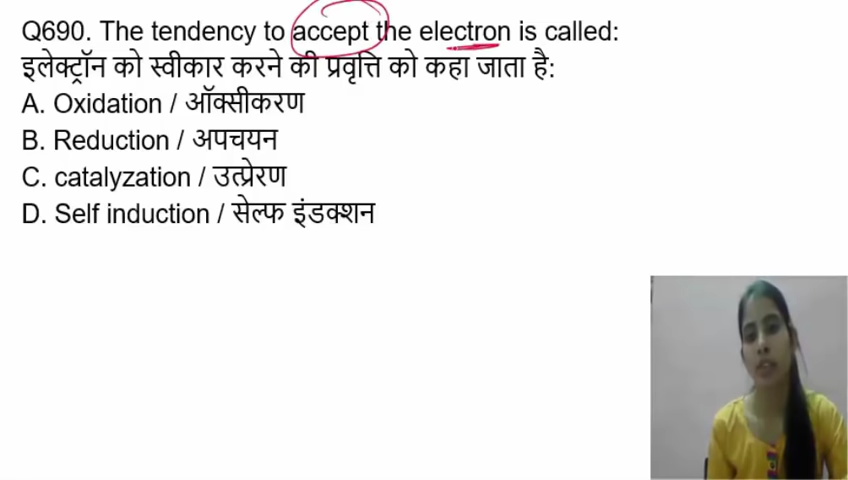 Q690. The tendency to accept the electron is called:
इलेक्ट्रॉन को स्वीकार करने की प्रवृत्ति को कहा जाता है:
A. Oxidation / ऑक्सीकरण
B. Reduction / अपचयन
C. catalyzation / उत्प्रेरण
D. Self induction / सेल्फ इंडक्शन